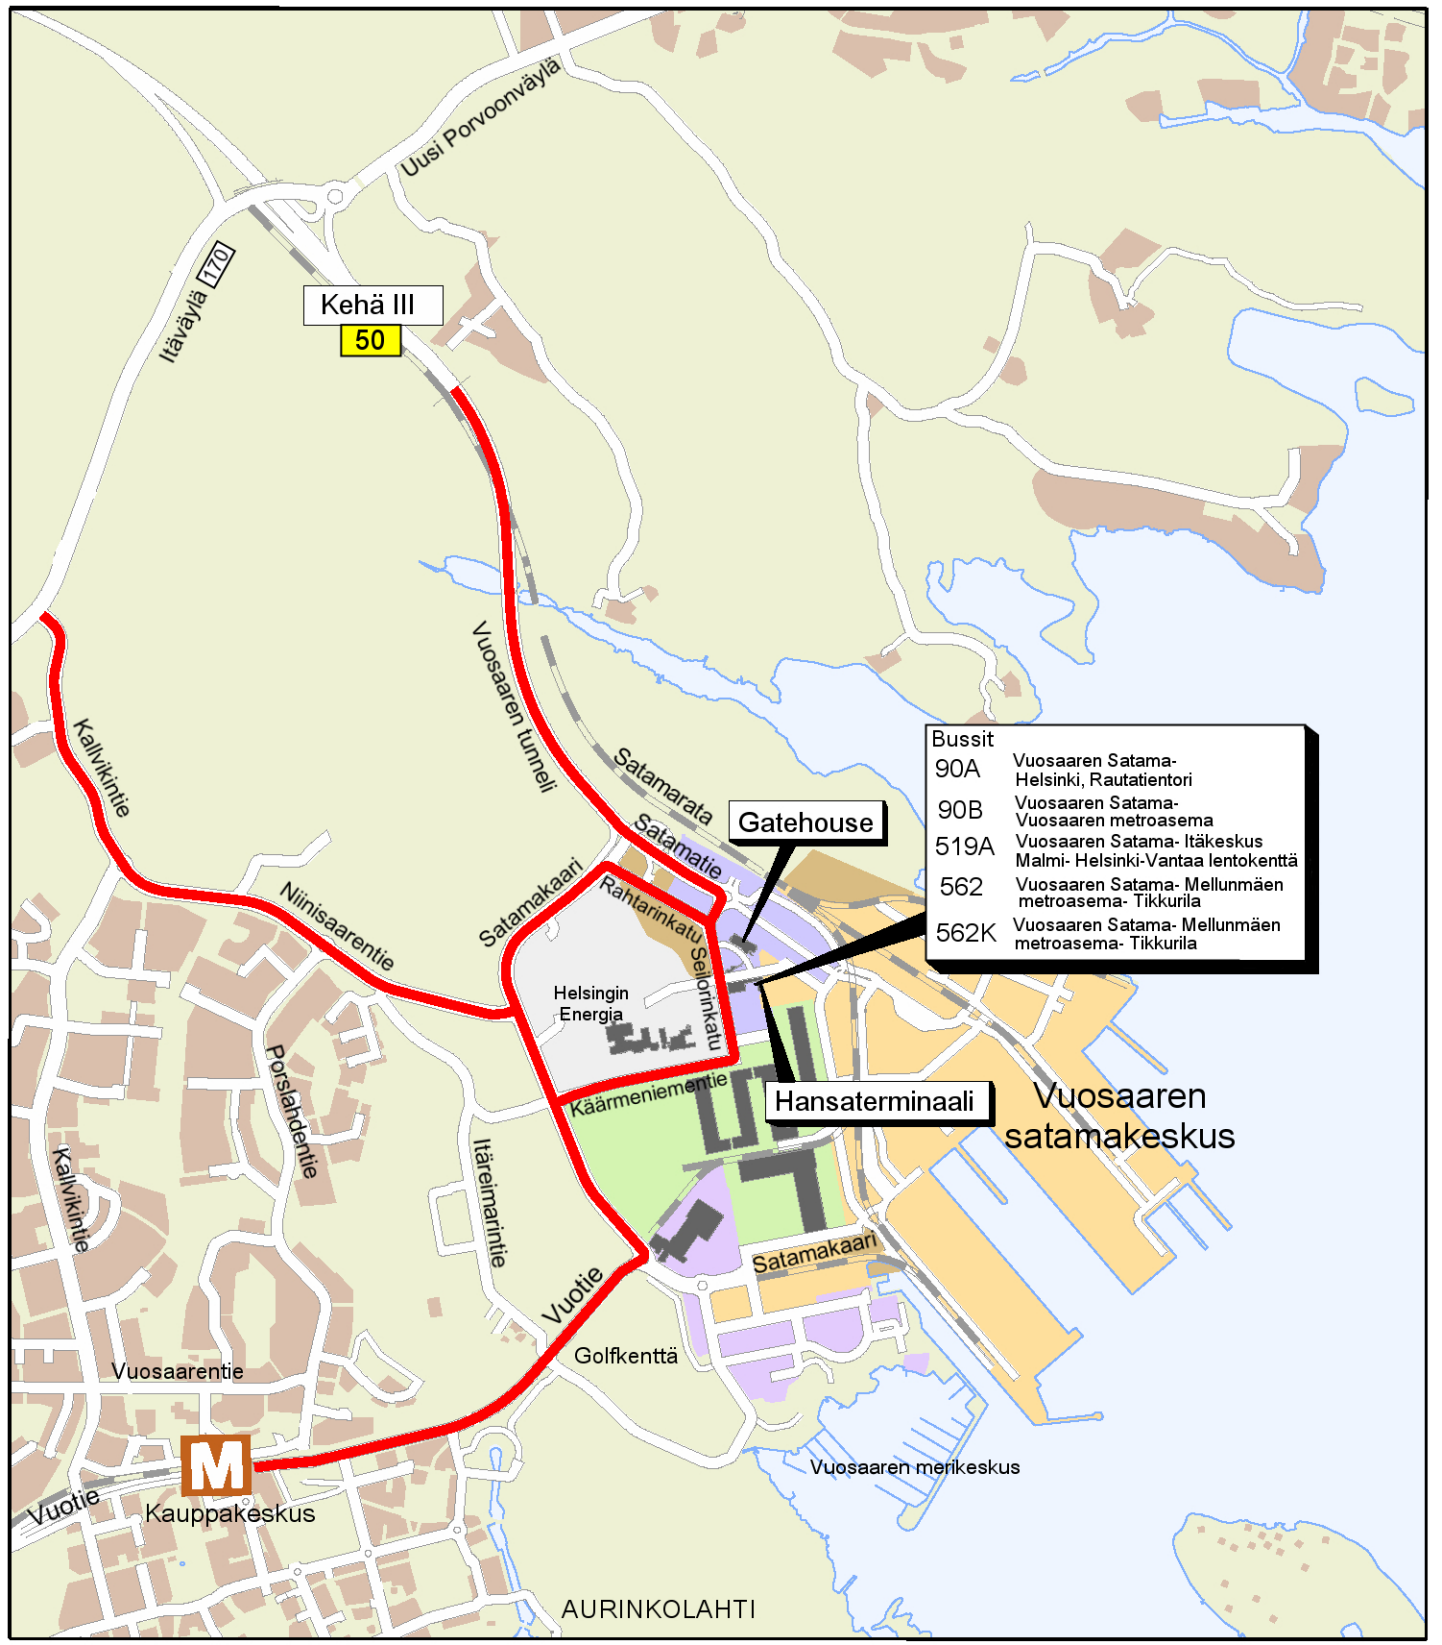 Uusi Porvoonväylä
170
Itäväylä
Kehä III
50
Vuosaaren tunneli
Kallvikintie
Satamarata
Satamatie
Gatehouse
Bussit
90A Vuosaaren Satama-
Helsinki, Rautatientori
90B Vuosaaren Satama-
Vuosaaren metroasema
519A Vuosaaren Satama- Itäkeskus
Malmi- Helsinki-Vantaa lentokenttä
562 Vuosaaren Satama- Mellunmäen
metroasema- Tikkurila
562K Vuosaaren Satama- Mellunmäen
metroasema- Tikkurila
Satamakaari
Rahtarinkatu
Niinisaarentie
Seilorinkatu
Helsingin
Energia
Porslahdentie
Käärmeniementie
Hansaterminaali
Vuosaaren
satamakeskus
Kallvikintie
Itäreimarintie
Satamakaari
Vuotie
Golfkenttä
Vuosaarentie
M
Vuosaaren merikeskus
Vuotie
Kauppakeskus
AURINKOLAHTI